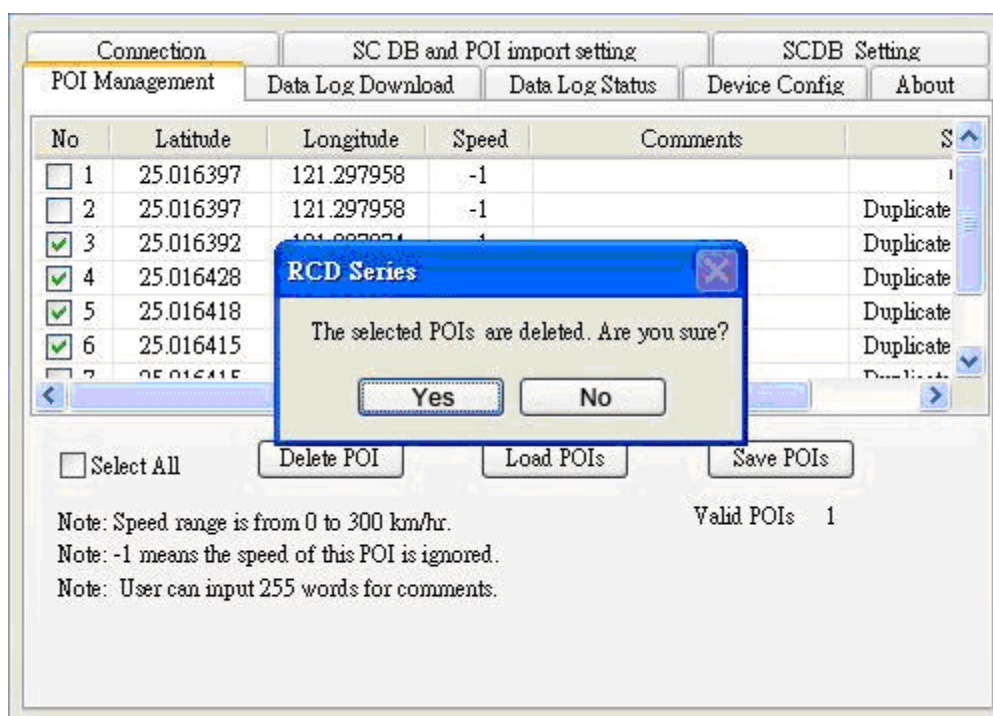 Connection SC DB and POI import setting SCDB Setting
POI Management Data Log Download Data Log Status Device Config About
No Latitude Longitude Speed Comments S
1 25.016397 121.297958 -1
2 25.016397 121.297958 -1 Duplicate
3 25.016392 Duplicate
4 25.016428 Duplicate
5 25.016418 Duplicate
6 25.016415 Duplicate
7 25.016415
RCD Series
The selected POIs are deleted. Are you sure?
Yes No
Select All Delete POI Load POIs Save POIs
Valid POIs 1
Note: Speed range is from 0 to 300 km/hr.
Note: -1 means the speed of this POI is ignored.
Note: User can input 255 words for comments.